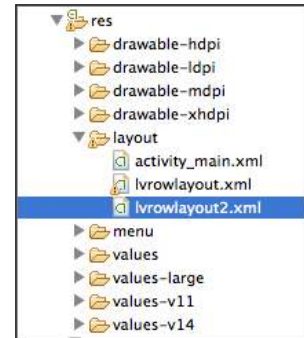 res
drawable-hdpi
drawable-ldpi
drawable-mdpi
drawable-xhdpi
layout
activity_main.xml
lvrowlayout.xml
lvrowlayout2.xml
menu
values
values-large
values-v11
values-v14